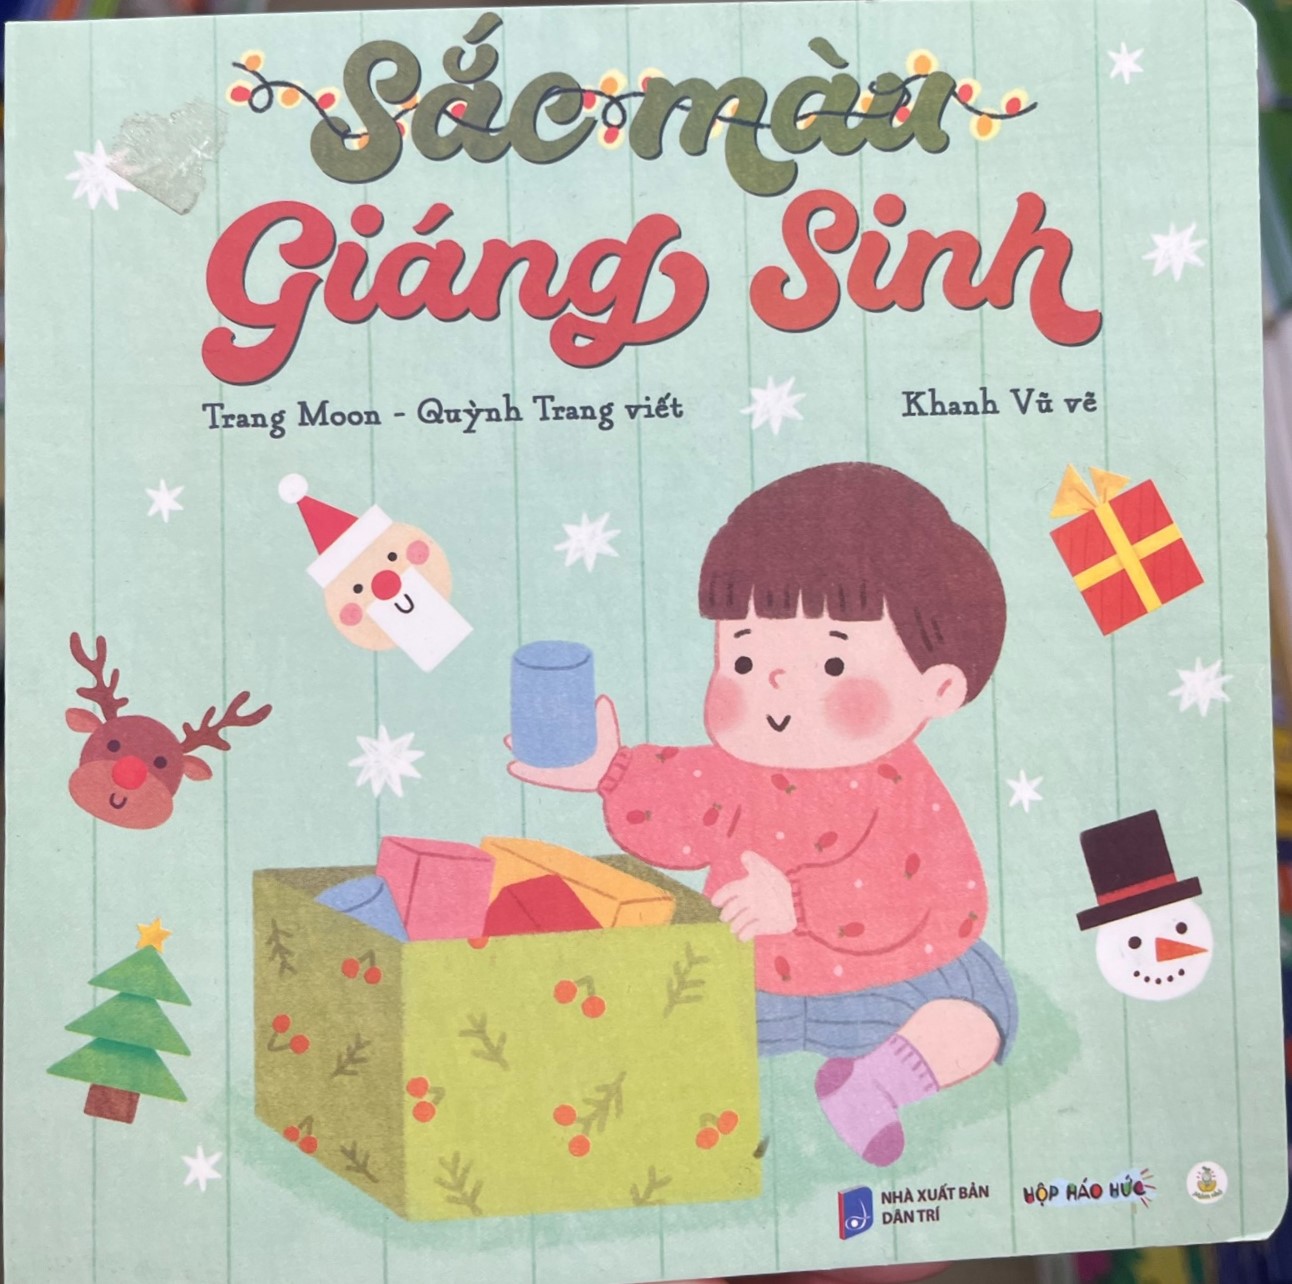 Sắc màu
Giáng Sinh
Trang Moon - Quỳnh Trang viết
Khanh Vũ vẽ
NHÀ XUẤT BẢN
DÂN TRÍ
HỘP HÁO HỨC